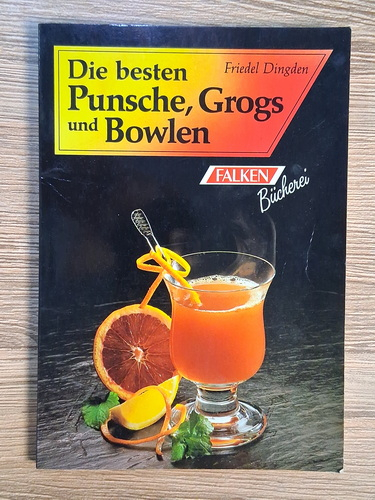 Die besten
Friedel Dingden
Punsche, Grogs
und Bowlen
FALKEN
Bücherei